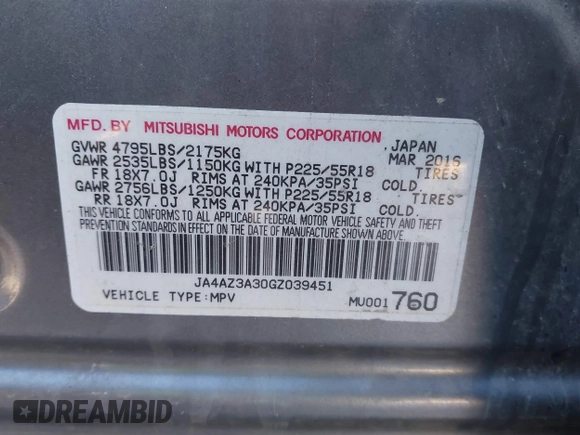 MFD. BY MITSUBISHI MOTORS CORPORATION
JAPAN
GVWR 4795LBS/2175KG MAR 2016
GAWR 2535LBS/1150KG WITH P225/55R18 TIRES
FR 18X7.0J RIMS AT 240KPA/35PSI COLD.
GAWR 2756LBS/1250KG WITH P225/55R18 TIRES
RR 18X7.0J RIMS AT 240KPA/35PSI COLD.
THIS VEHICLE CONFORMS TO ALL APPLICABLE FEDERAL MOTOR VEHICLE SAFETY AND THEFT
PREVENTION STANDARDS IN EFFECT ON THE DATE OF MANUFACTURE SHOWN ABOVE.
JA4AZ3A30GZ039451
VEHICLE TYPE:MPV MU001 760
DREAMBID